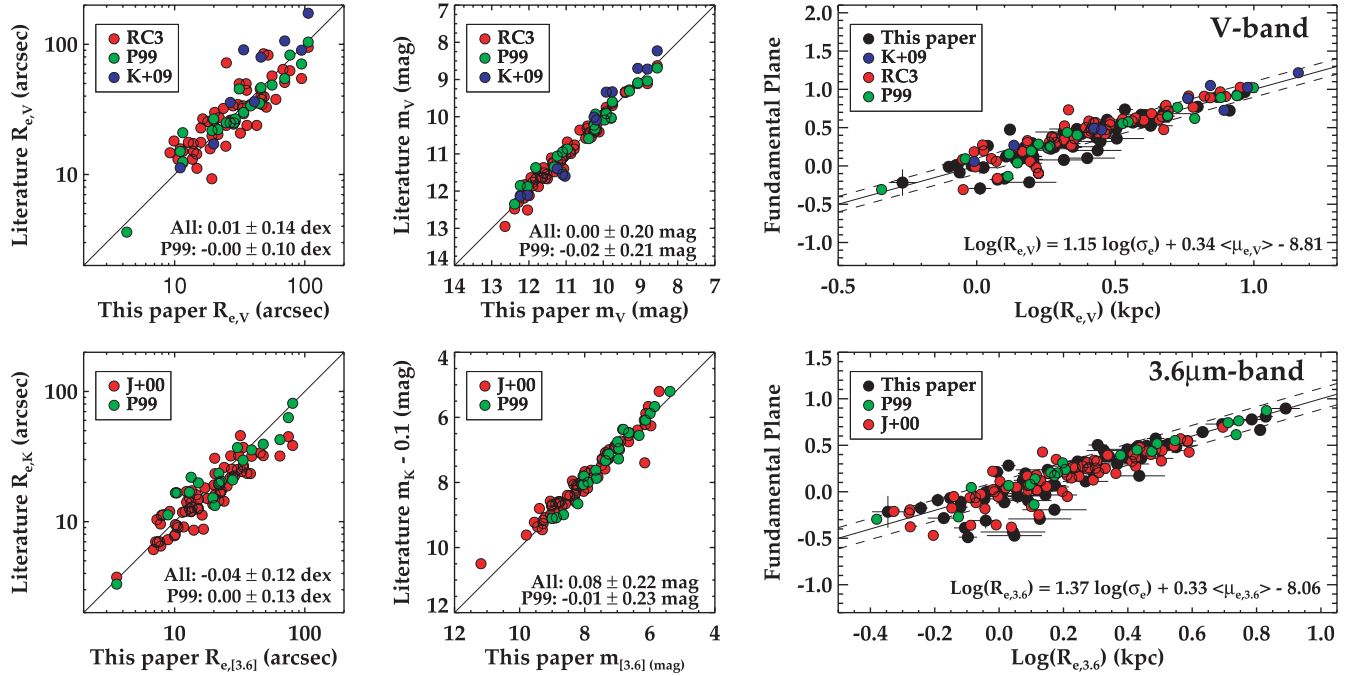 RC3
P99
K+09
All: 0.01 ± 0.14 dex
P99: -0.00 ± 0.10 dex
100
10
10 100
Literature R_e,V (arcsec)
This paper R_e,V (arcsec)
RC3
P99
K+09
All: 0.00 ± 0.20 mag
P99: -0.02 ± 0.21 mag
7
8
9
10
11
12
13
14
14 13 12 11 10 9 8 7
Literature m_V (mag)
This paper m_V (mag)
V-band
This paper
K+09
RC3
P99
Log(R_e,V) = 1.15 log(σ_e) + 0.34 <μ_e,V> - 8.81
2.0
1.5
1.0
0.5
0.0
-0.5
-1.0
-0.5 0.0 0.5 1.0
Fundamental Plane
Log(R_e,V) (kpc)
J+00
P99
All: -0.04 ± 0.12 dex
P99: 0.00 ± 0.13 dex
100
10
10 100
Literature R_e,K (arcsec)
This paper R_e,[3.6] (arcsec)
J+00
P99
All: 0.08 ± 0.22 mag
P99: -0.01 ± 0.23 mag
4
6
8
10
12
12 10 8 6 4
Literature m_K - 0.1 (mag)
This paper m_[3.6] (mag)
3.6μm-band
This paper
P99
J+00
Log(R_e,3.6) = 1.37 log(σ_e) + 0.33 <μ_e,3.6> - 8.06
1.5
1.0
0.5
0.0
-0.5
-1.0
-0.4 -0.2 0.0 0.2 0.4 0.6 0.8 1.0
Fundamental Plane
Log(R_e,3.6) (kpc)